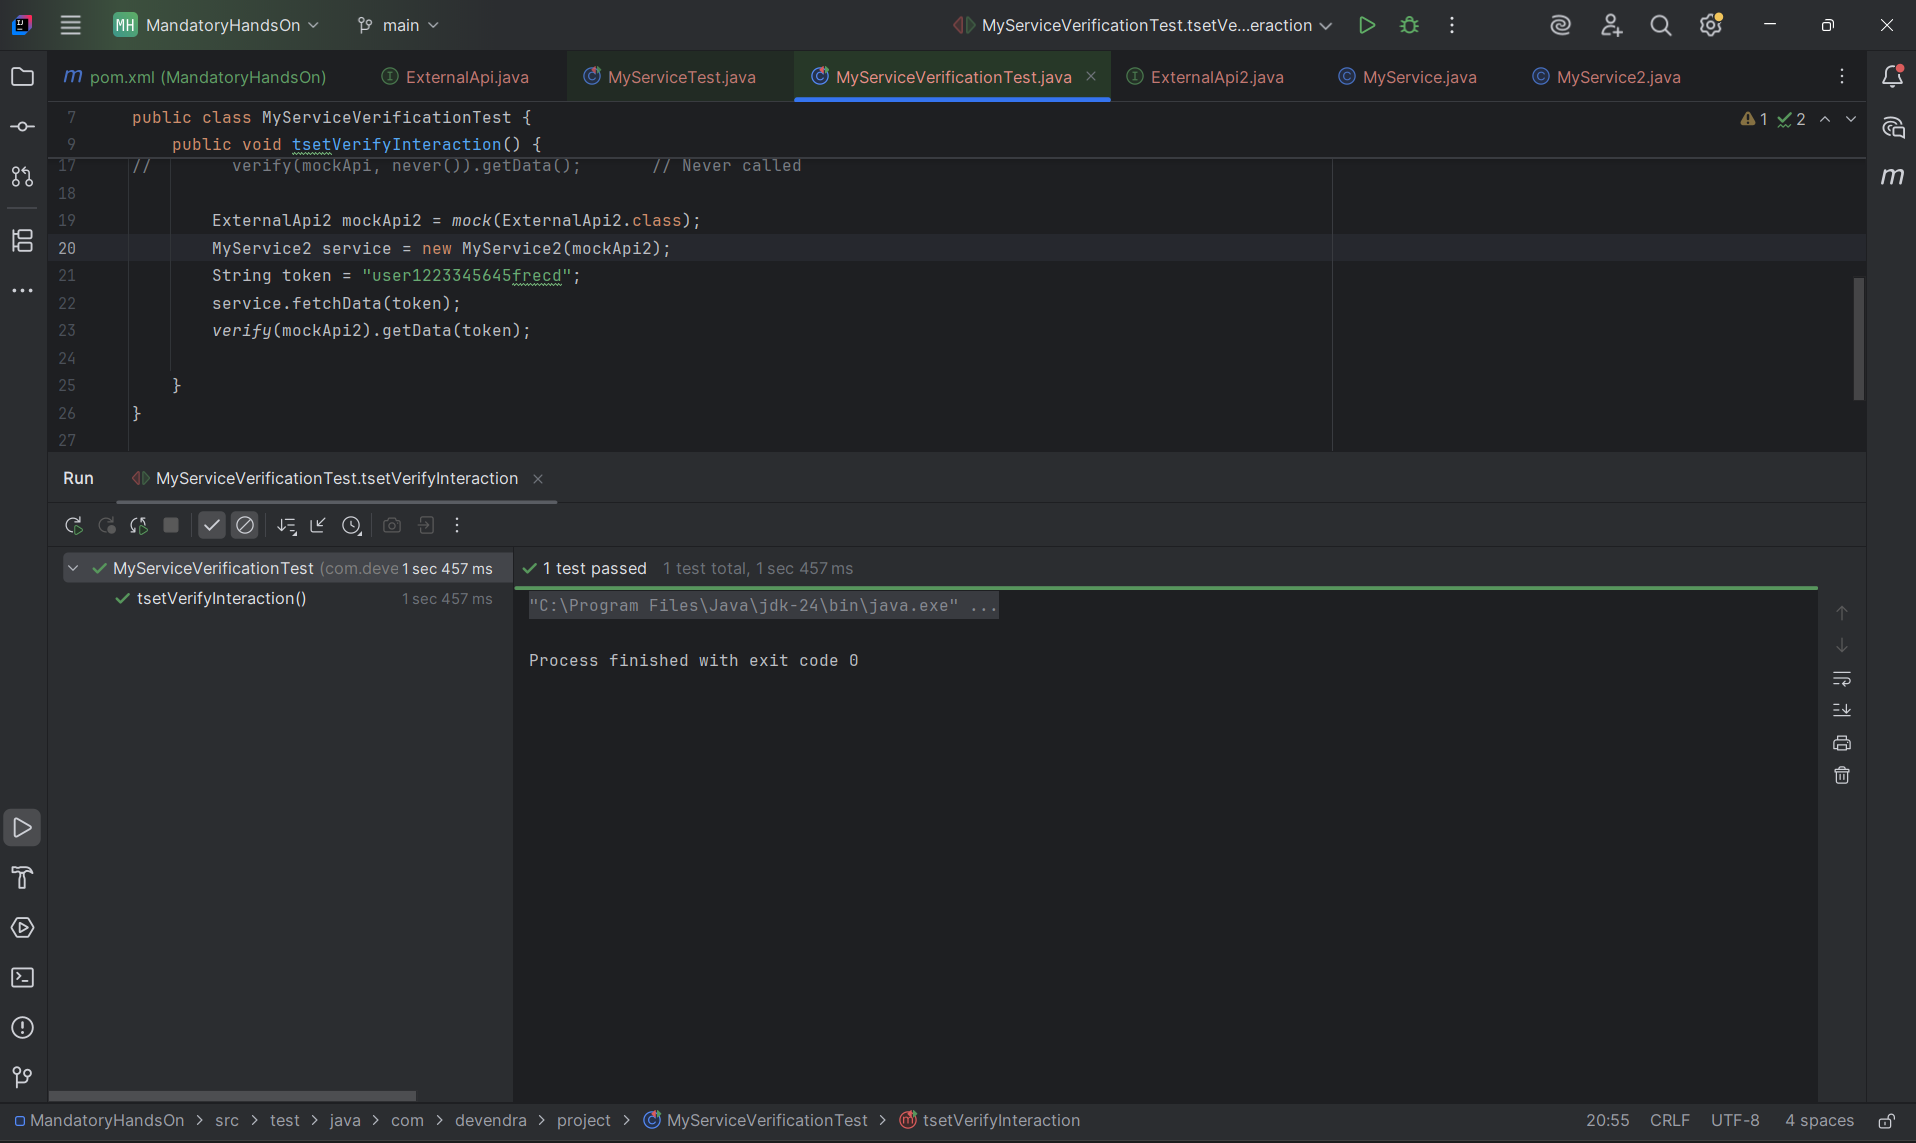 MH MandatoryHandsOn main MyServiceVerificationTest.tsetVe...eraction
m pom.xml (MandatoryHandsOn) ExternalApi.java MyServiceTest.java MyServiceVerificationTest.java ExternalApi2.java MyService.java MyService2.java
7 public class MyServiceVerificationTest { 1 2
9 public void tsetVerifyInteraction() {
17 // verify(mockApi, never()).getData(); // Never called
18
19 ExternalApi2 mockApi2 = mock(ExternalApi2.class);
20 MyService2 service = new MyService2(mockApi2);
21 String token = "user1223345645frecd";
22 service.fetchData(token);
23 verify(mockApi2).getData(token);
24
25 }
26 }
27
Run MyServiceVerificationTest.tsetVerifyInteraction
MyServiceVerificationTest (com.deve 1 sec 457 ms
tsetVerifyInteraction() 1 sec 457 ms
1 test passed 1 test total, 1 sec 457 ms
"C:\Program Files\Java\jdk-24\bin\java.exe" ...
Process finished with exit code 0
MandatoryHandsOn > src > test > java > com > devendra > project > MyServiceVerificationTest > tsetVerifyInteraction 20:55 CRLF UTF-8 4 spaces